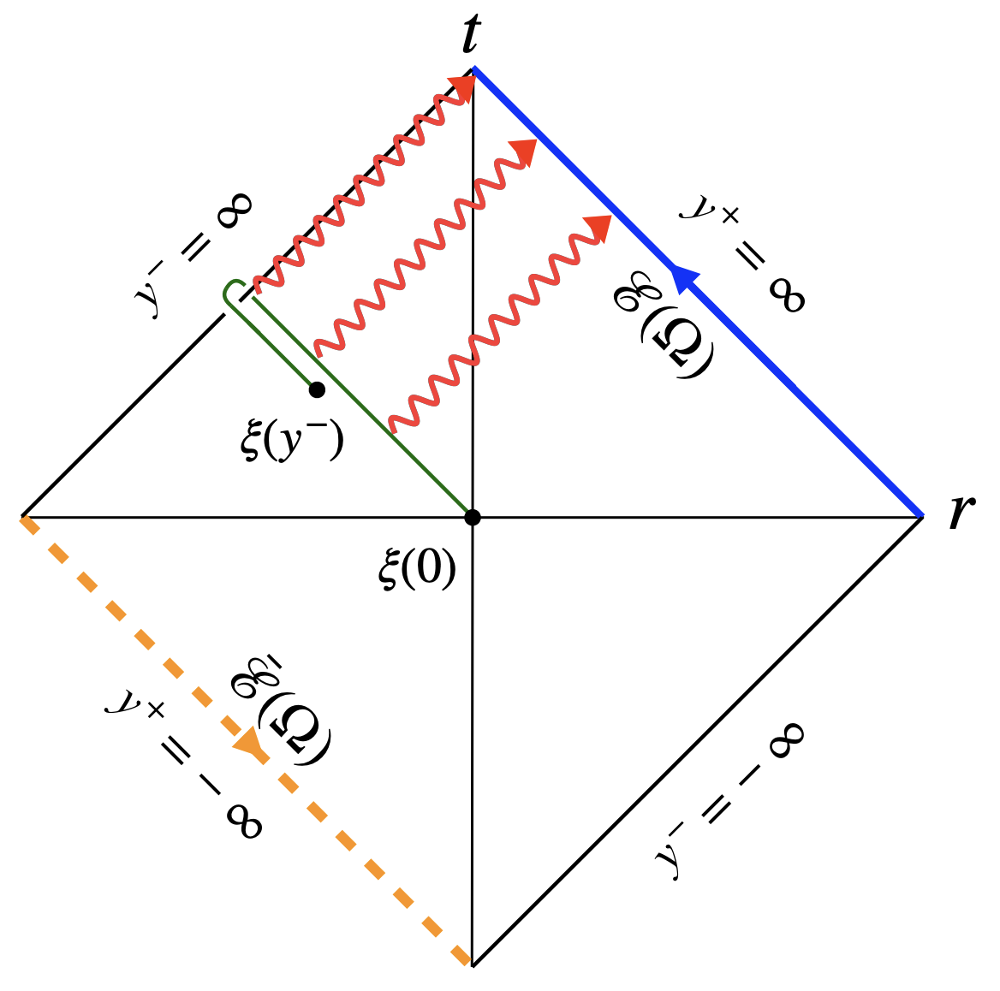 t
y⁻ = ∞
y⁺ = ∞
ℰ(Ω)
ξ(y⁻)
r
ξ(0)
ℰ̄(Ω)
y⁺ = − ∞
y⁻ = − ∞